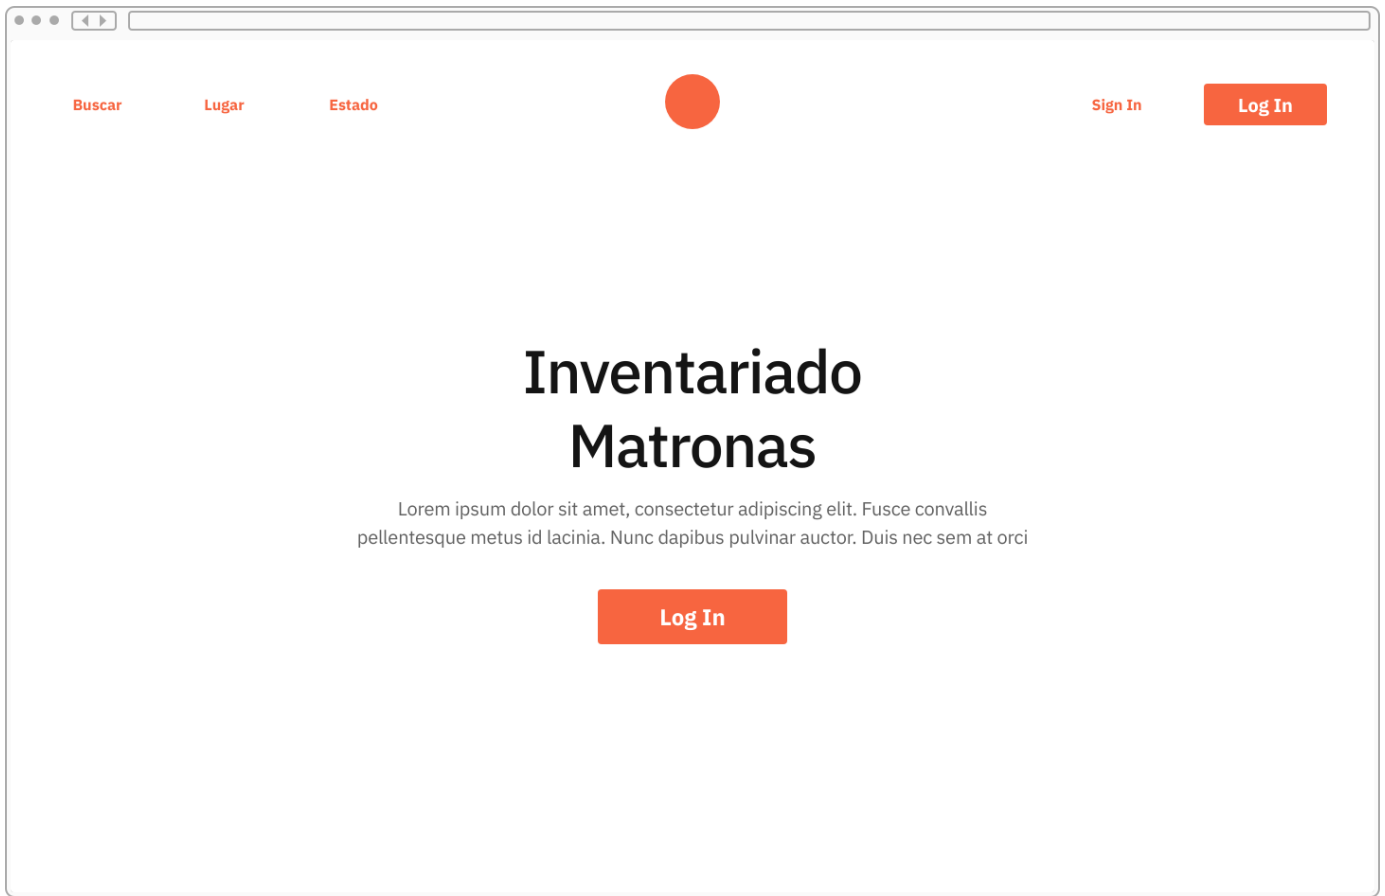 Buscar
Lugar
Estado
Sign In
Log In
Inventariado
Matronas
Lorem ipsum dolor sit amet, consectetur adipiscing elit. Fusce convallis
pellentesque metus id lacinia. Nunc dapibus pulvinar auctor. Duis nec sem at orci
Log In